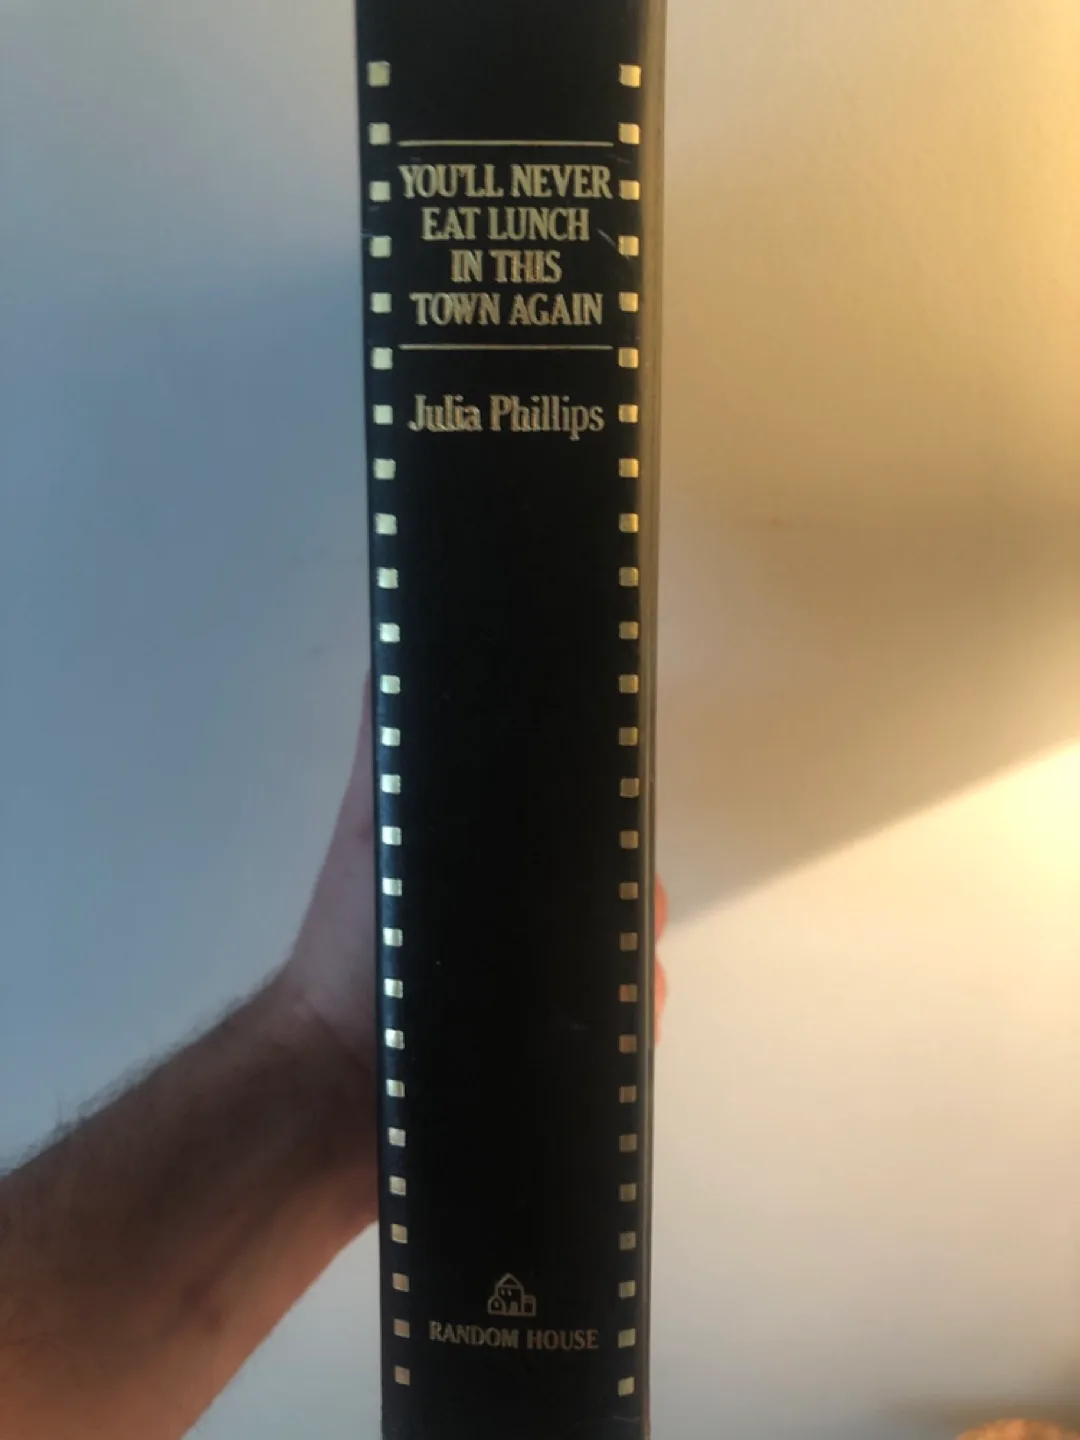 YOU'LL NEVER
EAT LUNCH
IN THIS
TOWN AGAIN
Julia Phillips
RANDOM HOUSE